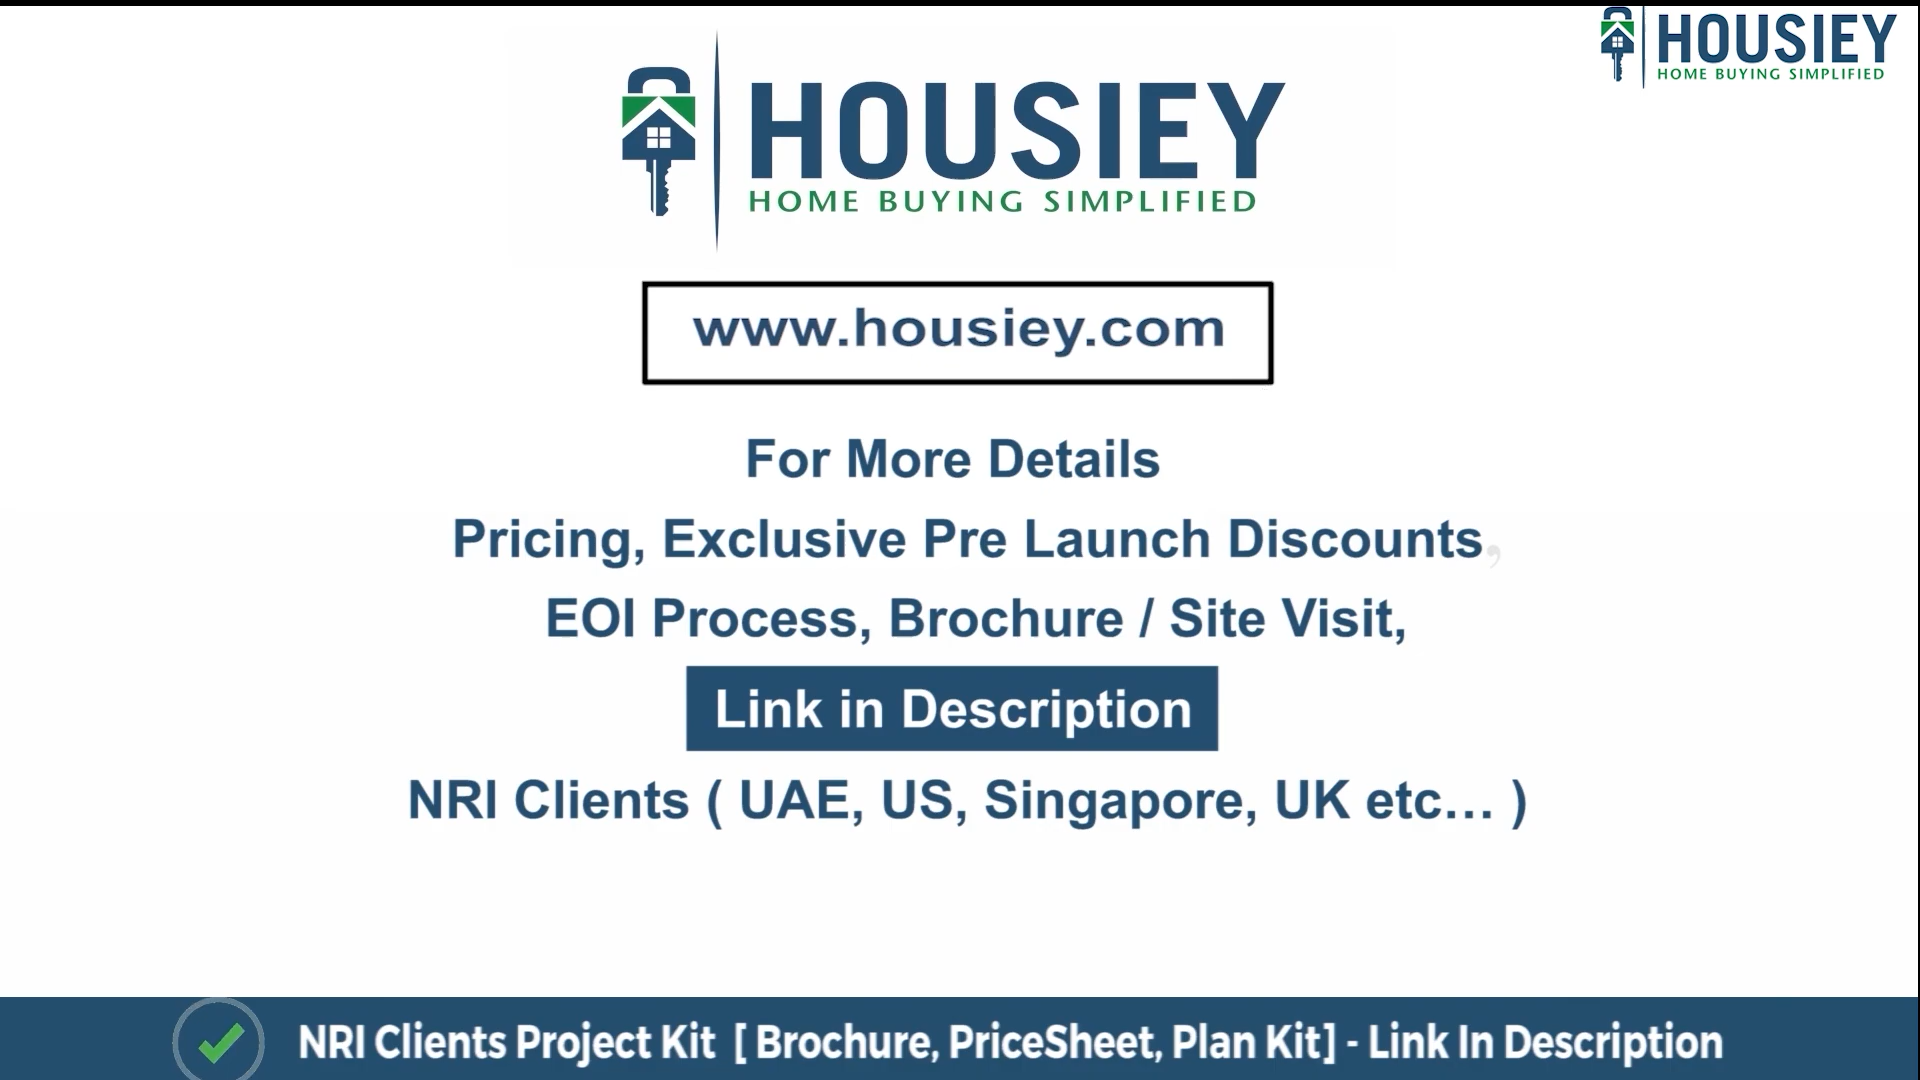 HOUSIEY
HOME BUYING SIMPLIFIED
HOUSIEY
HOME BUYING SIMPLIFIED
www.housiey.com
For More Details
Pricing, Exclusive Pre Launch Discounts,
EOI Process, Brochure / Site Visit,
Link in Description
NRI Clients ( UAE, US, Singapore, UK etc... )
NRI Clients Project Kit [ Brochure, PriceSheet, Plan Kit] - Link In Description